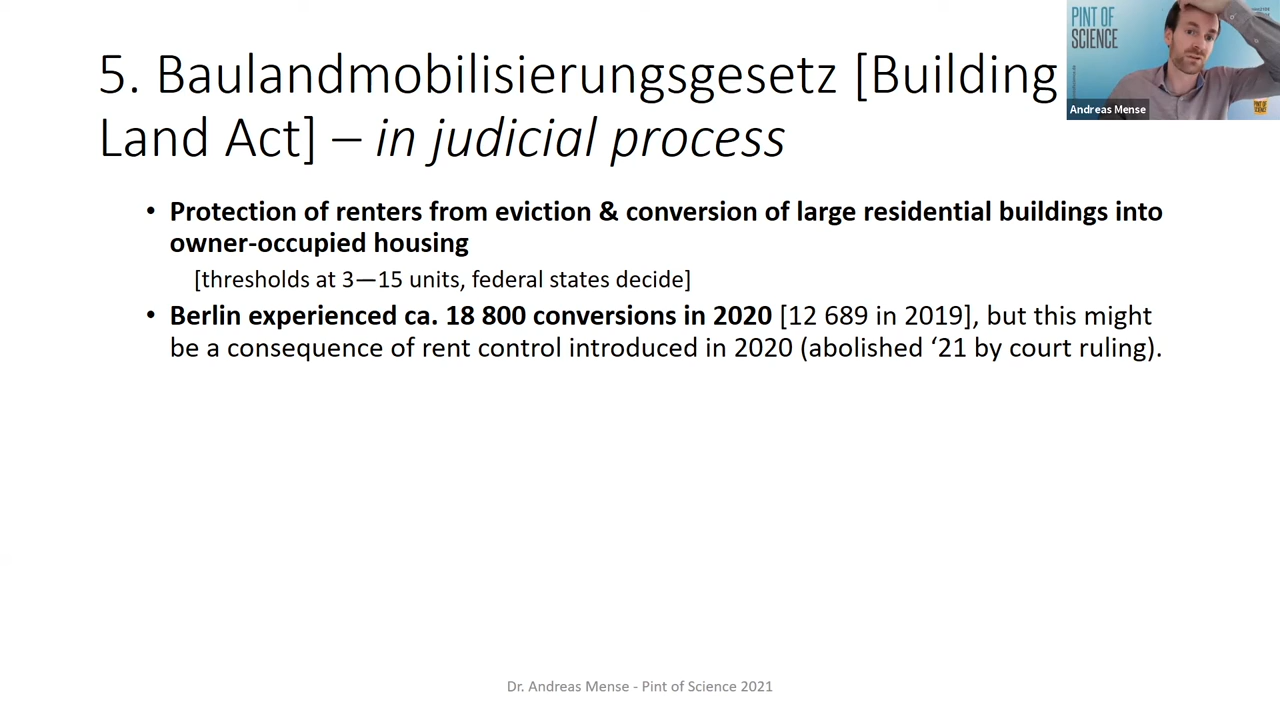 5. Baulandmobilisierungsgesetz [Building
Land Act] – in judicial process
PINT OF
SCIENCE
Andreas Mense
• Protection of renters from eviction & conversion of large residential buildings into
owner-occupied housing
[thresholds at 3—15 units, federal states decide]
• Berlin experienced ca. 18 800 conversions in 2020 [12 689 in 2019], but this might
be a consequence of rent control introduced in 2020 (abolished ‘21 by court ruling).
Dr. Andreas Mense - Pint of Science 2021